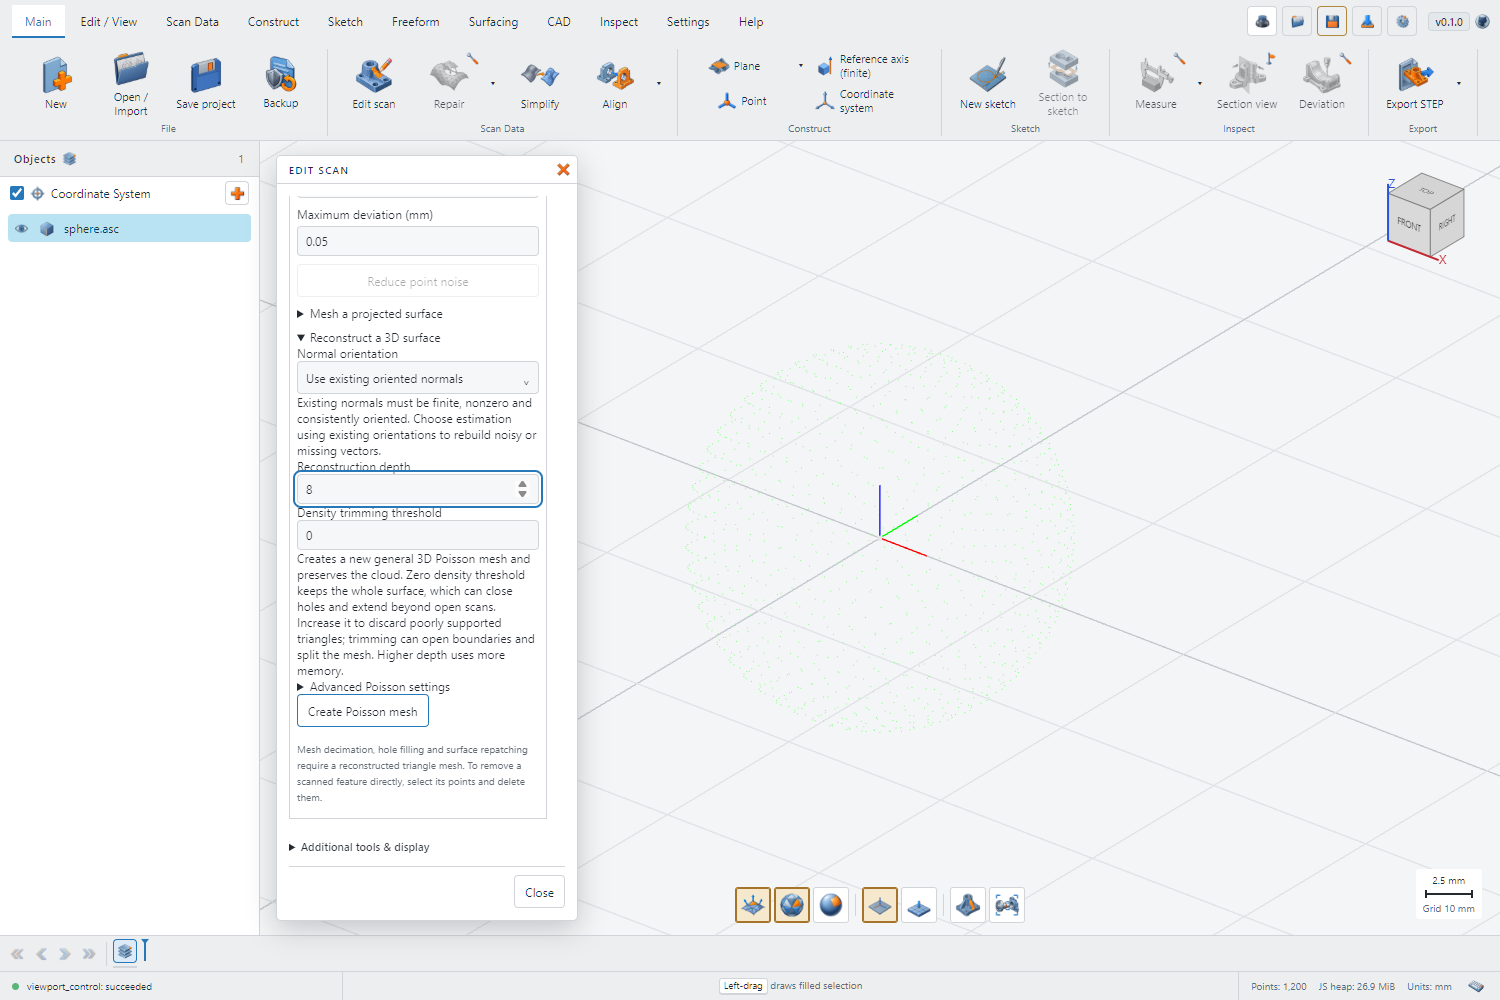 Main
Edit / View
Scan Data
Construct
Sketch
Freeform
Surfacing
CAD
Inspect
Settings
Help
v0.1.0
New
Open /
Import
Save project
Backup
File
Edit scan
Repair
Simplify
Align
Scan Data
Plane
Point
Reference axis
(finite)
Coordinate
system
Construct
New sketch
Section to
sketch
Sketch
Measure
Section view
Deviation
Inspect
Export STEP
Export
Objects
1
Coordinate System
sphere.asc
EDIT SCAN
Maximum deviation (mm)
0.05
Reduce point noise
Mesh a projected surface
Reconstruct a 3D surface
Normal orientation
Use existing oriented normals
Existing normals must be finite, nonzero and
consistently oriented. Choose estimation
using existing orientations to rebuild noisy or
missing vectors.
Reconstruction depth
8
Density trimming threshold
0
Creates a new general 3D Poisson mesh and
preserves the cloud. Zero density threshold
keeps the whole surface, which can close
holes and extend beyond open scans.
Increase it to discard poorly supported
triangles; trimming can open boundaries and
split the mesh. Higher depth uses more
memory.
Advanced Poisson settings
Create Poisson mesh
Mesh decimation, hole filling and surface repatching
require a reconstructed triangle mesh. To remove a
scanned feature directly, select its points and delete
them.
Additional tools & display
Close
Z
TOP
FRONT
RIGHT
X
2.5 mm
Grid 10 mm
viewport_control: succeeded
Left-drag draws filled selection
Points: 1,200
JS heap: 26.9 MiB
Units: mm